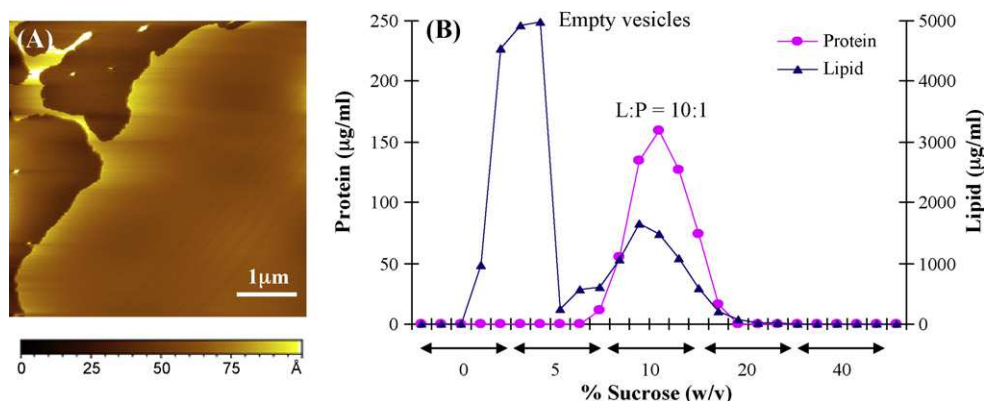 (A)
1µm
0 25 50 75 Å
(B)
Empty vesicles
L:P = 10:1
Protein
Lipid
Protein (µg/ml)
250
200
150
100
50
0
Lipid (µg/ml)
5000
4000
3000
2000
1000
0
0 5 10 20 40
% Sucrose (w/v)